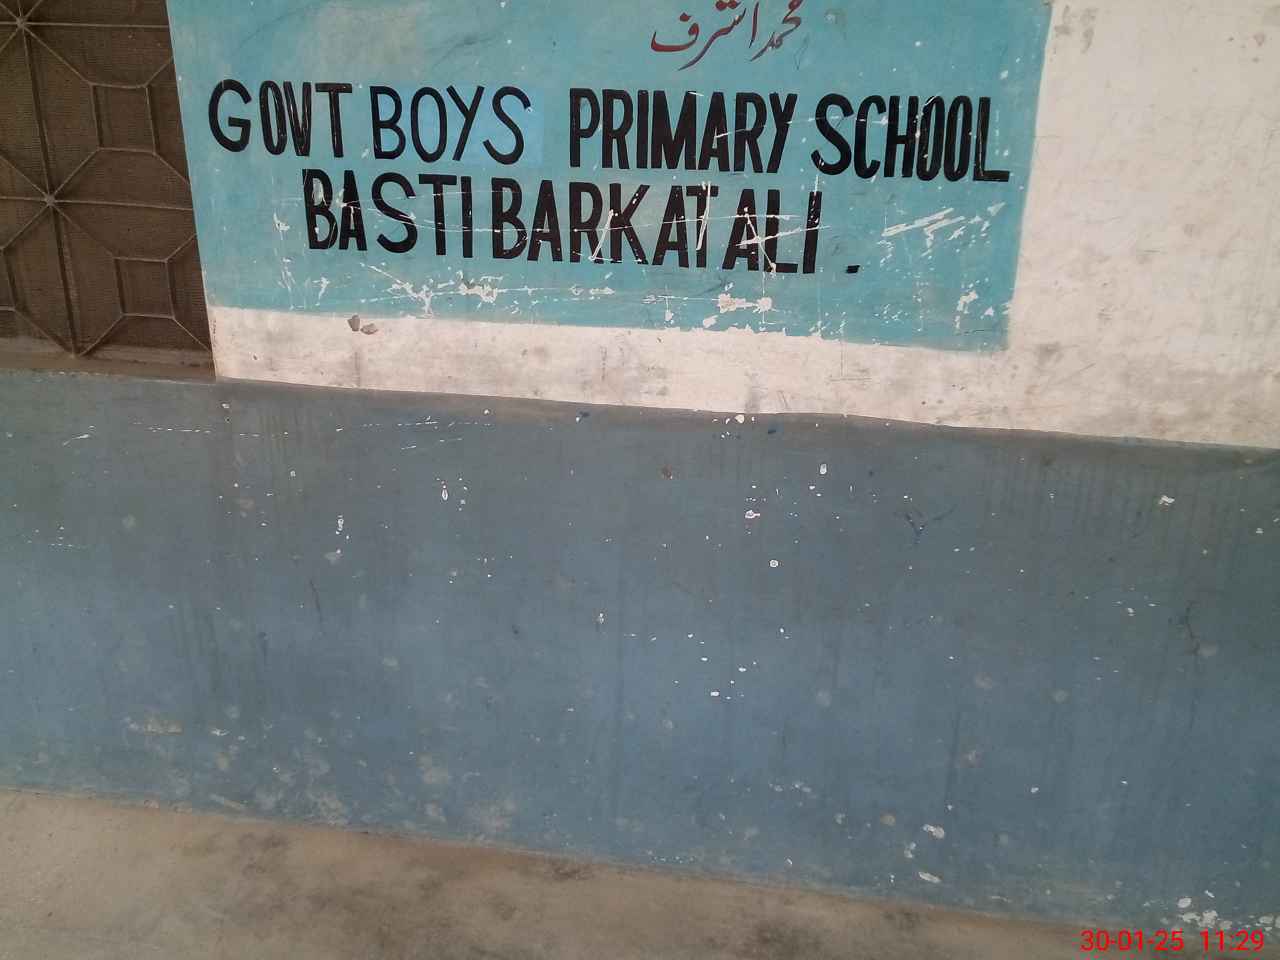 محمد اشرف
GOVT BOYS PRIMARY SCHOOL
BASTI BARKAT ALI .
30-01-25 11:29